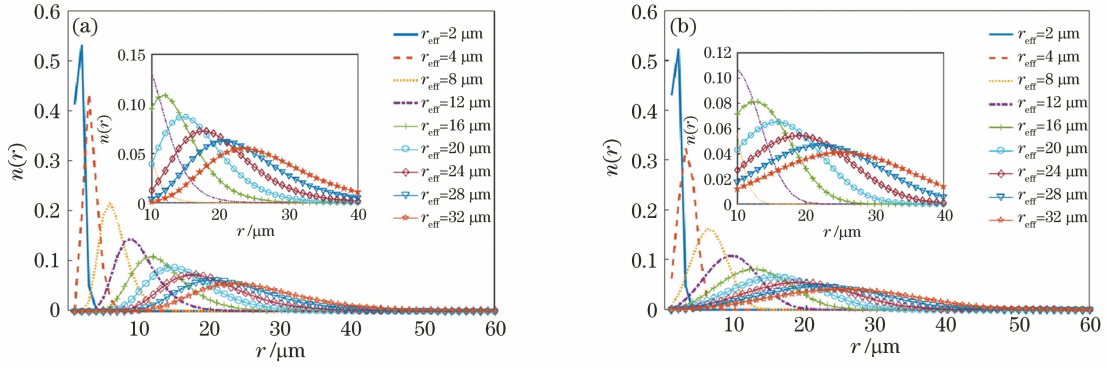 (a)
0.6
0.5
0.4
0.3
0.2
0.1
0
10
20
30
40
50
60
n(r)
r /μm
0.15
0.10
0.05
0
10
20
30
40
n(r)
r /μm
r_eff=2 μm
r_eff=4 μm
r_eff=8 μm
r_eff=12 μm
r_eff=16 μm
r_eff=20 μm
r_eff=24 μm
r_eff=28 μm
r_eff=32 μm
(b)
0.6
0.5
0.4
0.3
0.2
0.1
0
10
20
30
40
50
60
n(r)
r /μm
0.12
0.10
0.08
0.06
0.04
0.02
0
10
20
30
40
n(r)
r /μm
r_eff=2 μm
r_eff=4 μm
r_eff=8 μm
r_eff=12 μm
r_eff=16 μm
r_eff=20 μm
r_eff=24 μm
r_eff=28 μm
r_eff=32 μm